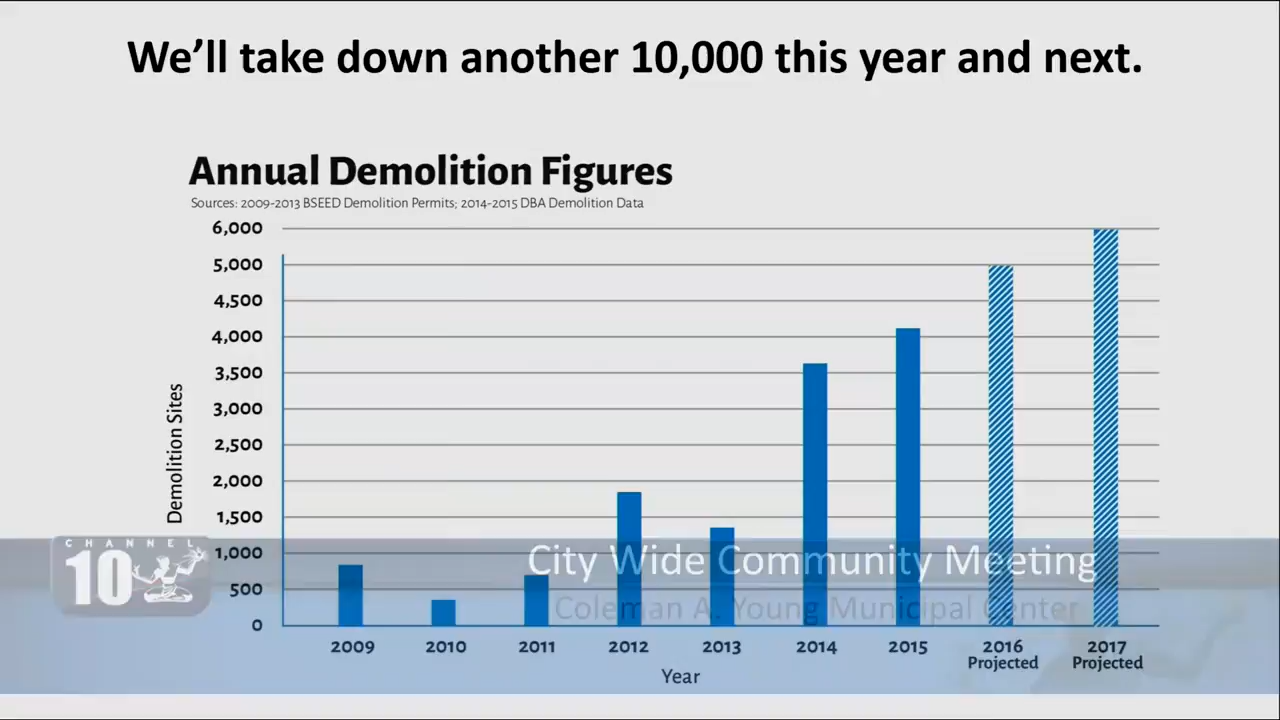 We'll take down another 10,000 this year and next.
Annual Demolition Figures
Sources: 2009-2013 BSEED Demolition Permits; 2014-2015 DBA Demolition Data
6,000
5,000
4,500
4,000
3,500
3,000
2,500
2,000
1,500
1,000
500
0
Demolition Sites
2009 2010 2011 2012 2013 2014 2015 2016 2017
Projected Projected
Year
CHANNEL
10
City Wide Community Meeting
Coleman A. Young Municipal Center